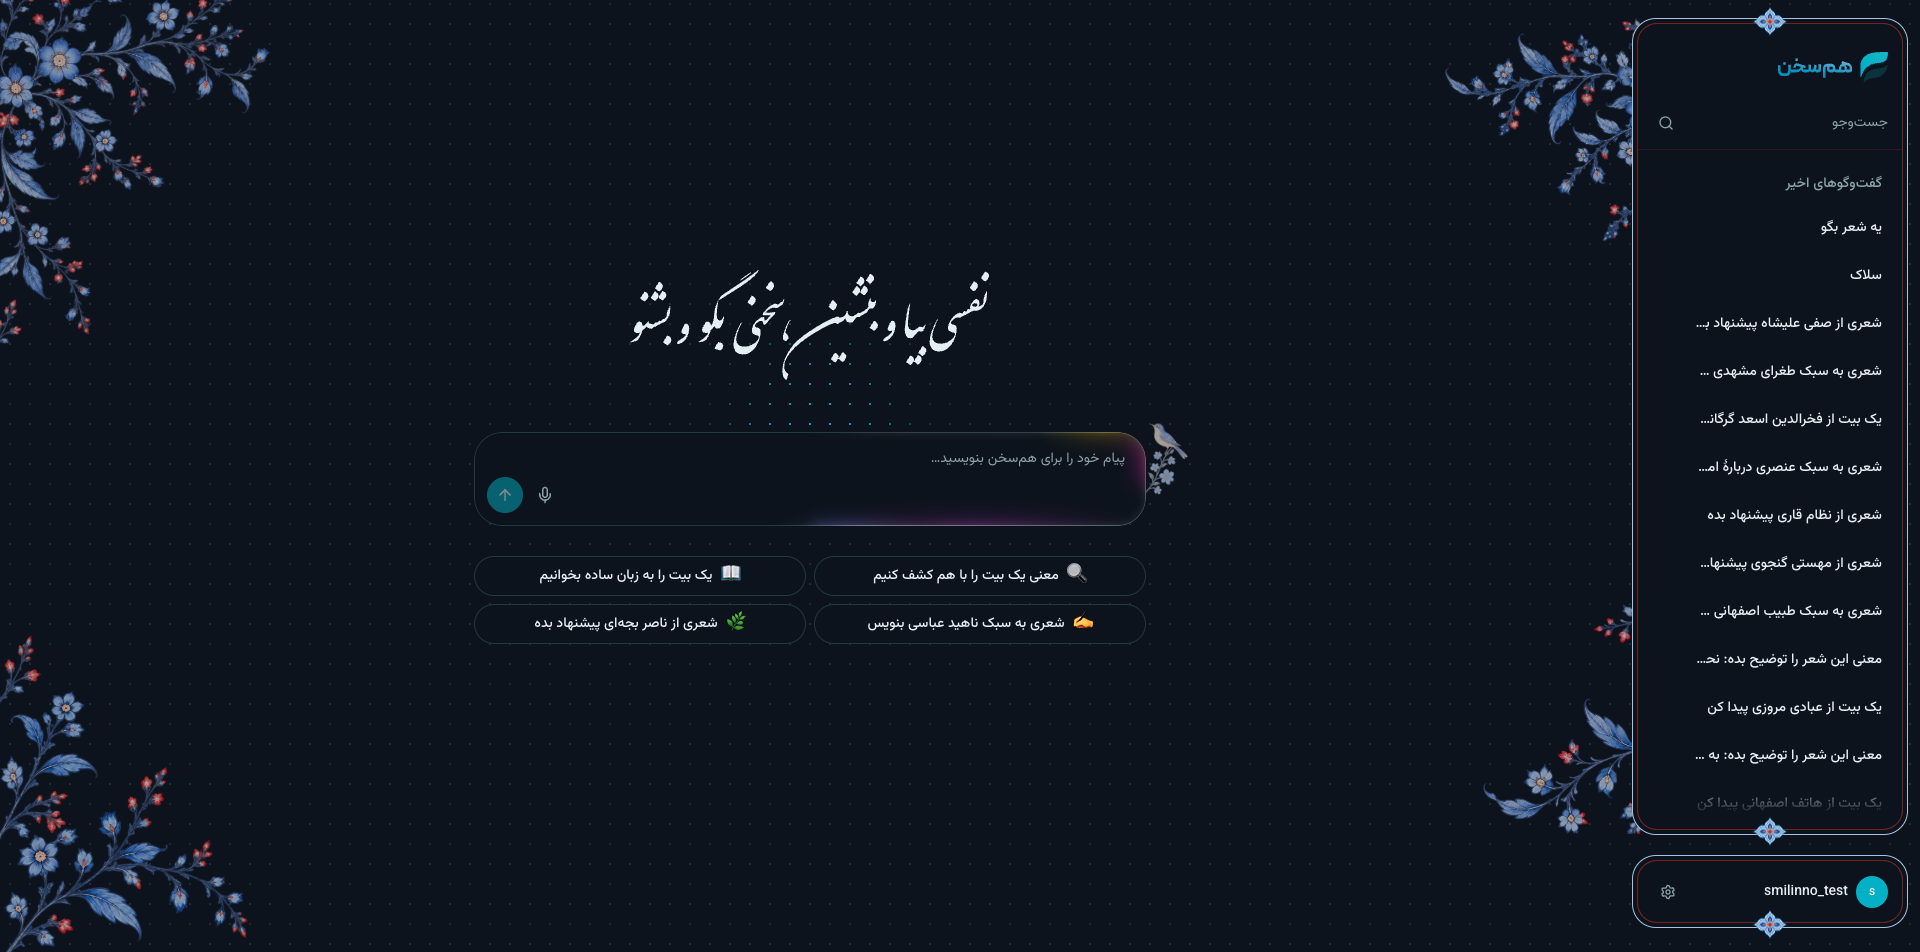 هم‌سخن
جست‌وجو
گفت‌وگوهای اخیر
یه شعر بگو
سلاک
شعری از صفی علیشاه پیشنهاد بـ...
شعری به سبک طغرای مشهدی ...
یک بیت از فخرالدین اسعد گرگانـ...
شعری به سبک عنصری دربارهٔ امـ...
شعری از نظام قاری پیشنهاد بده
شعری از مهستی گنجوی پیشنها...
شعری به سبک طبیب اصفهانی ...
معنی این شعر را توضیح بده: نحـ...
یک بیت از عبادی مروزی پیدا کن
معنی این شعر را توضیح بده: به ...
یک بیت از هاتف اصفهانی پیدا کن
smilinno_test
s
نفسی بیا و بنشین، سخنی بگو و بشنو
پیام خود را برای هم‌سخن بنویسید...
معنی یک بیت را با هم کشف کنیم
یک بیت را به زبان ساده بخوانیم
شعری به سبک ناهید عباسی بنویس
شعری از ناصر بجه‌ای پیشنهاد بده